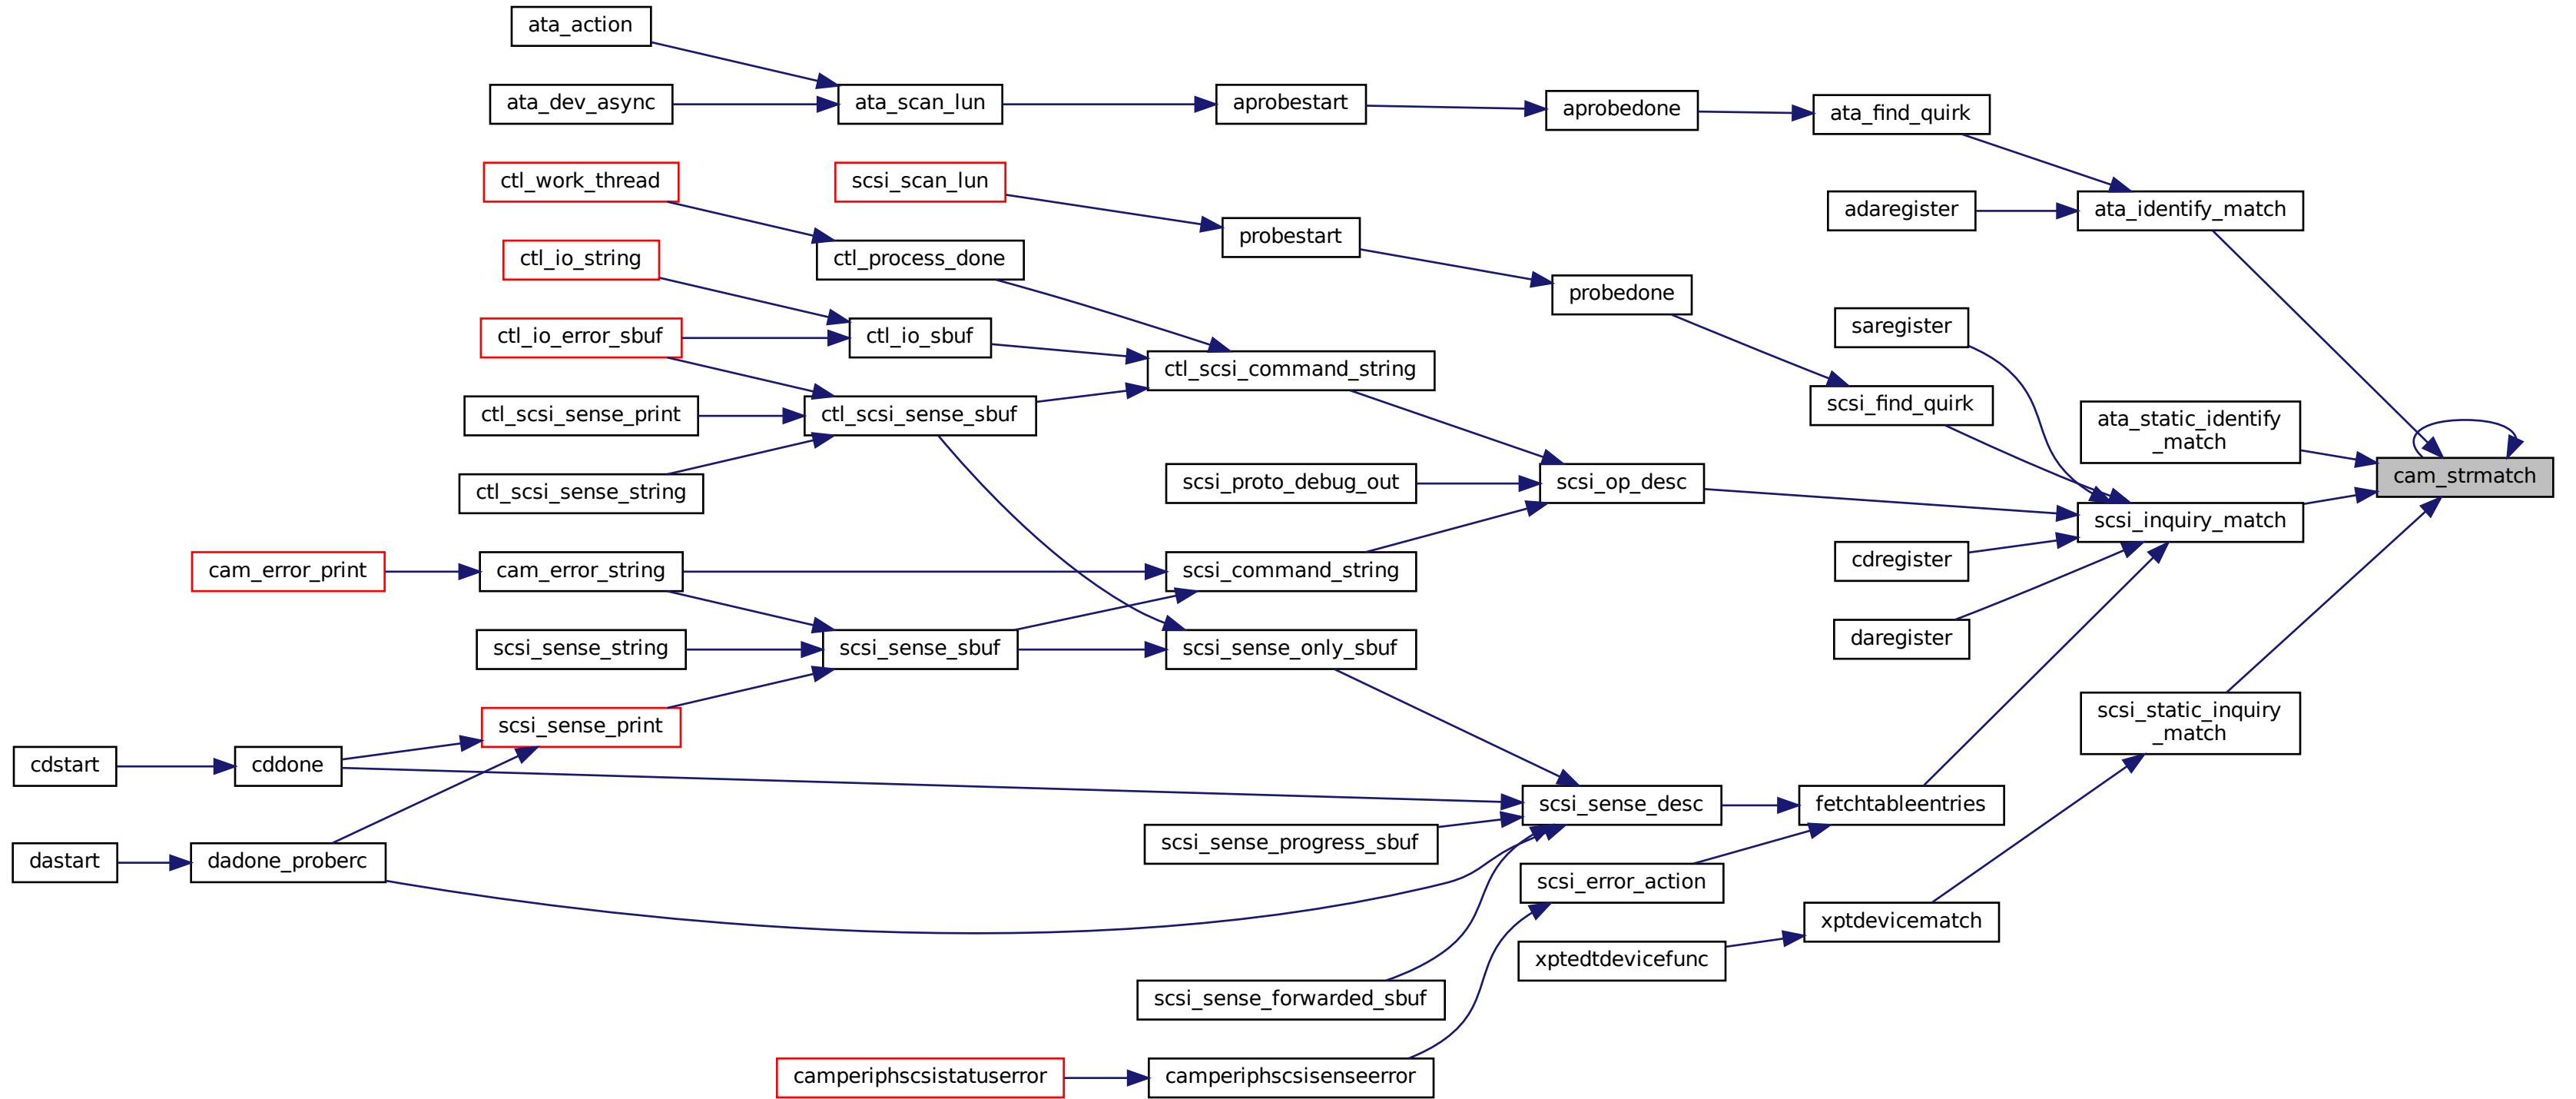 ata_action
ata_dev_async
ata_scan_lun
aprobestart
aprobedone
ata_find_quirk
ctl_work_thread
scsi_scan_lun
adaregister
ata_identify_match
probestart
ctl_io_string
ctl_process_done
probedone
saregister
ctl_io_error_sbuf
ctl_io_sbuf
ctl_scsi_command_string
scsi_find_quirk
ctl_scsi_sense_print
ctl_scsi_sense_sbuf
ata_static_identify
_match
cam_strmatch
ctl_scsi_sense_string
scsi_proto_debug_out
scsi_op_desc
scsi_inquiry_match
cam_error_print
cam_error_string
scsi_command_string
cdregister
scsi_sense_string
scsi_sense_sbuf
scsi_sense_only_sbuf
daregister
scsi_sense_print
scsi_static_inquiry
_match
cdstart
cddone
scsi_sense_desc
fetchtableentries
scsi_sense_progress_sbuf
dastart
dadone_proberc
scsi_error_action
xptdevicematch
xptedtdevicefunc
scsi_sense_forwarded_sbuf
camperiphscsistatuserror
camperiphscsisenseerror